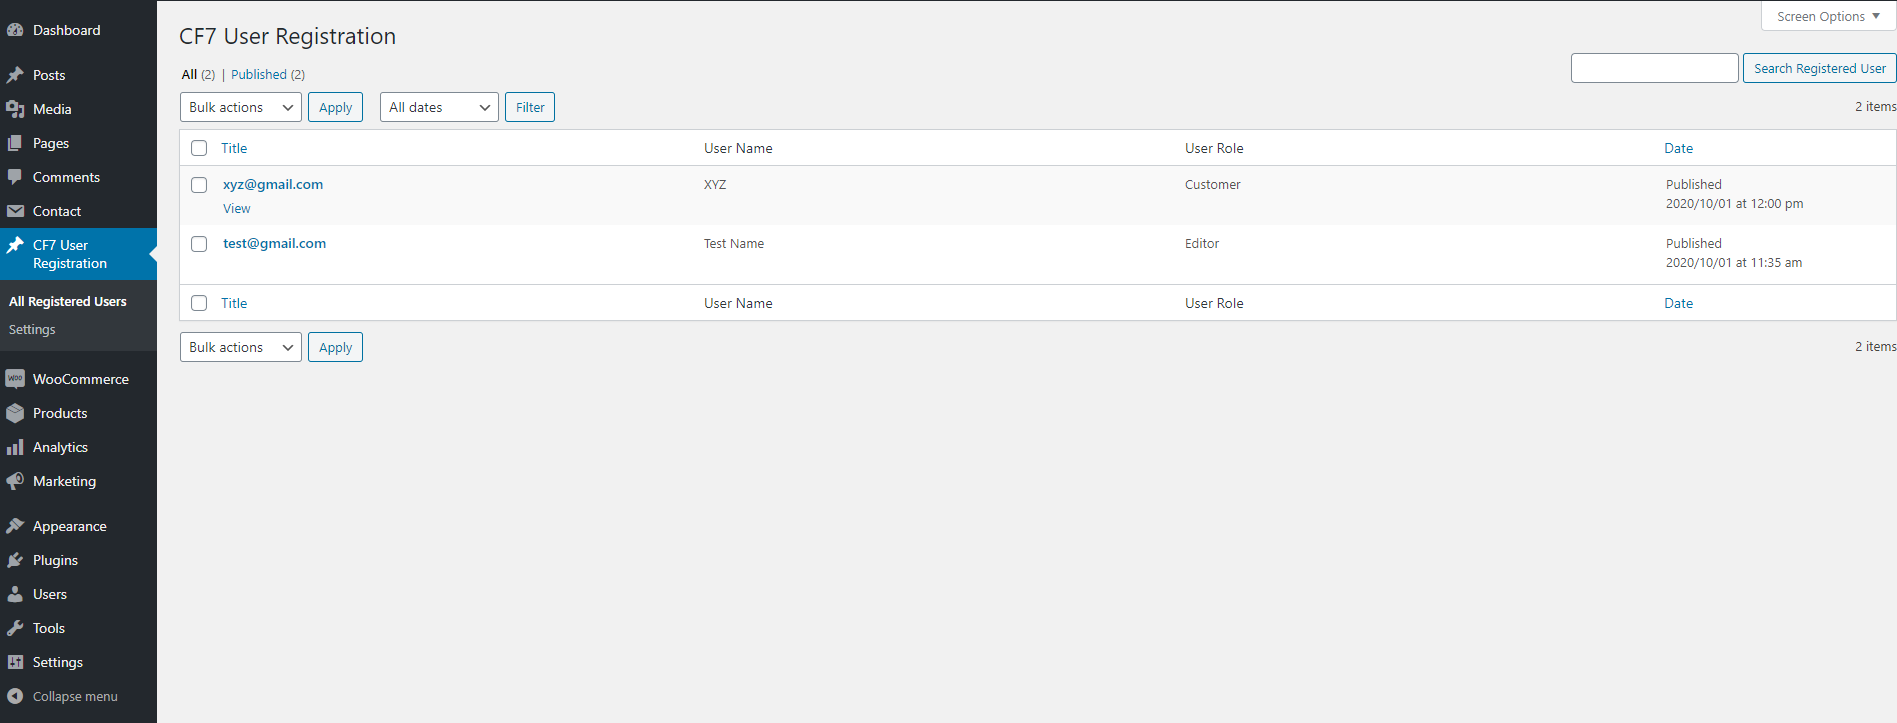 Dashboard
Posts
Media
Pages
Comments
Contact
CF7 User
Registration
All Registered Users
Settings
WOO WooCommerce
Products
Analytics
Marketing
Appearance
Plugins
Users
Tools
Settings
Collapse menu
Screen Options ▼
CF7 User Registration
All (2) | Published (2)
Search Registered User
Bulk actions Apply All dates Filter
2 items
Title User Name User Role Date
xyz@gmail.com XYZ Customer Published
View 2020/10/01 at 12:00 pm
test@gmail.com Test Name Editor Published
2020/10/01 at 11:35 am
Title User Name User Role Date
Bulk actions Apply
2 items